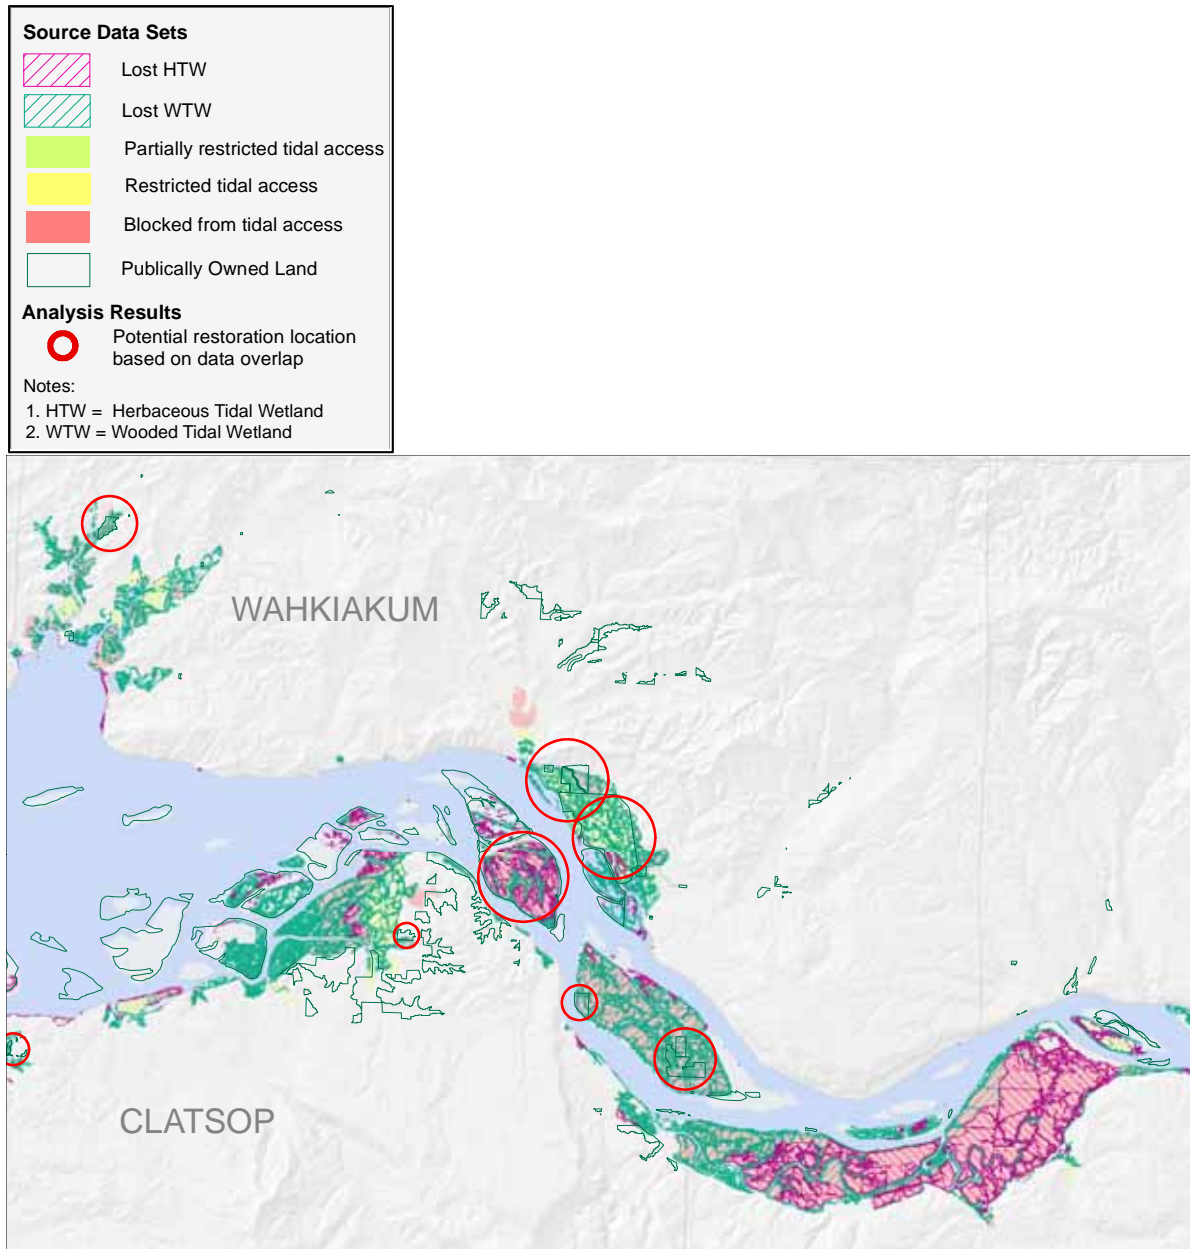 Source Data Sets
Lost HTW
Lost WTW
Partially restricted tidal access
Restricted tidal access
Blocked from tidal access
Publically Owned Land
Analysis Results
Potential restoration location
based on data overlap
Notes:
1. HTW = Herbaceous Tidal Wetland
2. WTW = Wooded Tidal Wetland
WAHKIAKUM
CLATSOP